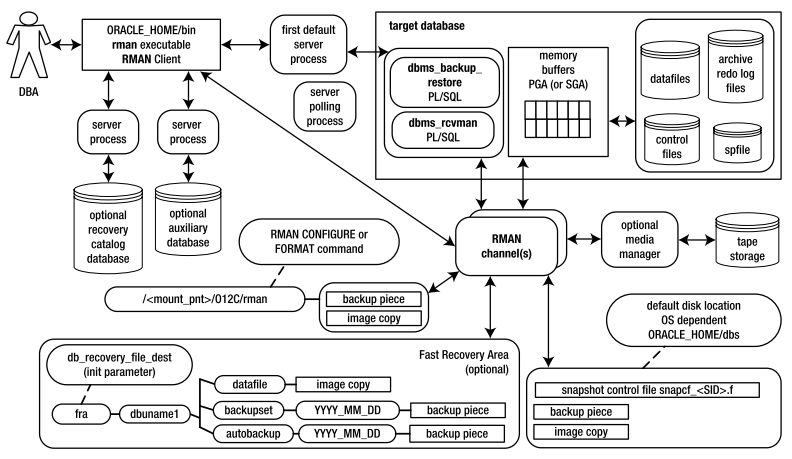 DBA
ORACLE_HOME/bin
rman executable
RMAN Client
first default
server
process
server
polling
process
target database
dbms_backup_
restore
PL/SQL
dbms_rcvman
PL/SQL
memory
buffers
PGA (or SGA)
datafiles
archive
redo log
files
control
files
spfile
server
process
server
process
optional
recovery
catalog
database
optional
auxiliary
database
RMAN CONFIGURE or
FORMAT command
RMAN
channel(s)
optional
media
manager
tape
storage
/<mount_pnt>/O12C/rman
backup piece
image copy
default disk location
OS dependent
ORACLE_HOME/dbs
db_recovery_file_dest
(init parameter)
Fast Recovery Area
(optional)
fra
dbuname1
datafile
image copy
backupset
YYYY_MM_DD
backup piece
autobackup
YYYY_MM_DD
backup piece
snapshot control file snapcf_<SID>.f
backup piece
image copy